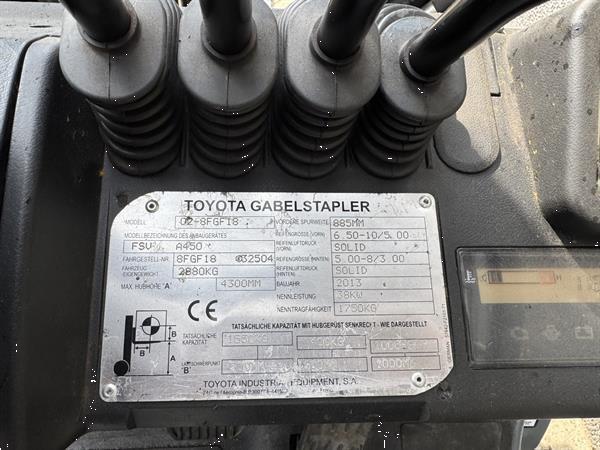 TOYOTA GABELSTAPLER
MODELL 02-8FGF18 VORDERE SPURWEITE 885MM
MODELLBEZEICHNUNG DES ANBAUGERÄTES REIFENGRÖSSE (VORN) 6.50-10/5.00
FSV A450 REIFENLUFTDRUCK (VORN) SOLID
FAHRGESTELL-NR. 8FGF18 032504 REIFENGRÖSSE (HINTEN) 5.00-8/3.00
FAHRZEUG EIGENGEWICHT 2880KG REIFENLUFTDRUCK (HINTEN) SOLID
MAX. HUBHÖHE "A" 4300MM BAUJAHR 2013
NENNLEISTUNG 38KW
NENNTRAGFÄHIGKEIT 1750KG
CE
TATSÄCHLICHE KAPAZITÄT MIT HUBGERÜST SENKRECHT - WIE DARGESTELLT
B
B
A
TATSÄCHLICHE KAPAZITÄT
LASTSCHWERPUNKT "B"
TOYOTA INDUSTRIAL EQUIPMENT, S.A.